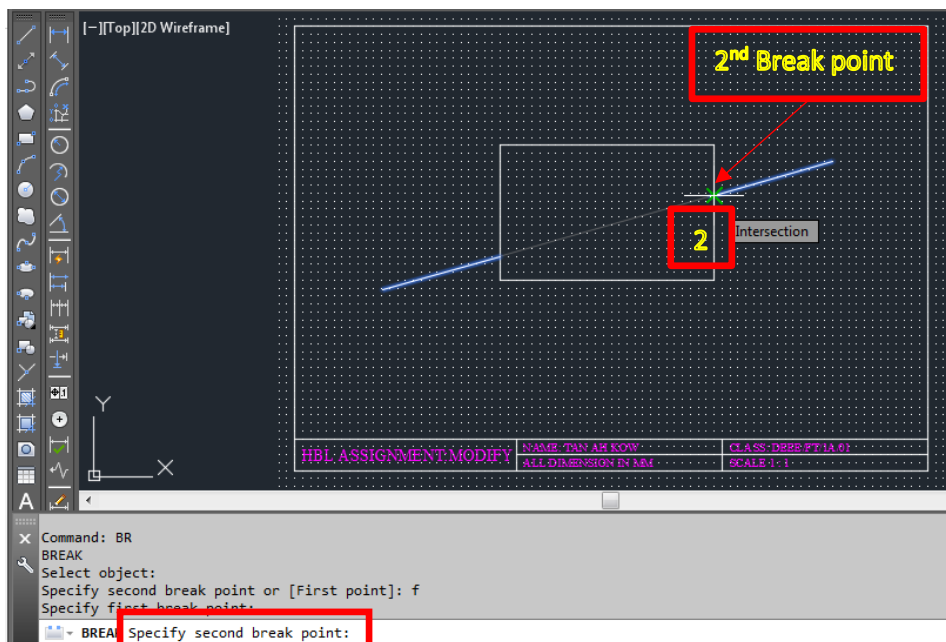 [−][Top][2D Wireframe]
2nd Break point
2
Intersection
Y
X
HBL ASSIGNMENT:MODIFY
NAME: TAN AH KOW
CLASS: DEEE/FT/1A/01
ALL DIMENSION IN MM
SCALE 1 : 1
A
Command: BR
BREAK
Select object:
Specify second break point or [First point]: f
Specify first break point:
BREAK Specify second break point: